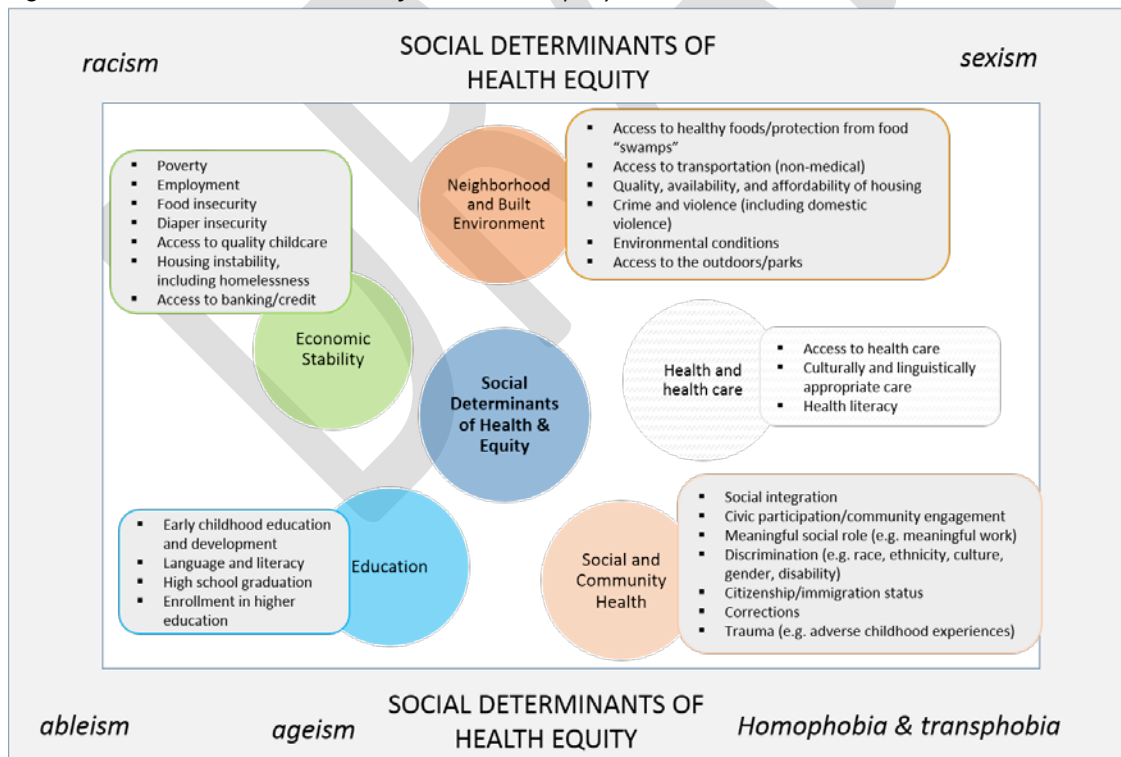 racism
SOCIAL DETERMINANTS OF
HEALTH EQUITY
sexism
▪ Poverty
▪ Employment
▪ Food insecurity
▪ Diaper insecurity
▪ Access to quality childcare
▪ Housing instability,
including homelessness
▪ Access to banking/credit
Economic
Stability
Neighborhood
and Built
Environment
▪ Access to healthy foods/protection from food
“swamps”
▪ Access to transportation (non-medical)
▪ Quality, availability, and affordability of housing
▪ Crime and violence (including domestic
violence)
▪ Environmental conditions
▪ Access to the outdoors/parks
Social
Determinants
of Health &
Equity
Health and
health care
▪ Access to health care
▪ Culturally and linguistically
appropriate care
▪ Health literacy
▪ Early childhood education
and development
▪ Language and literacy
▪ High school graduation
▪ Enrollment in higher
education
Education
Social and
Community
Health
▪ Social integration
▪ Civic participation/community engagement
▪ Meaningful social role (e.g. meaningful work)
▪ Discrimination (e.g. race, ethnicity, culture,
gender, disability)
▪ Citizenship/immigration status
▪ Corrections
▪ Trauma (e.g. adverse childhood experiences)
ableism
ageism
SOCIAL DETERMINANTS OF
HEALTH EQUITY
Homophobia & transphobia